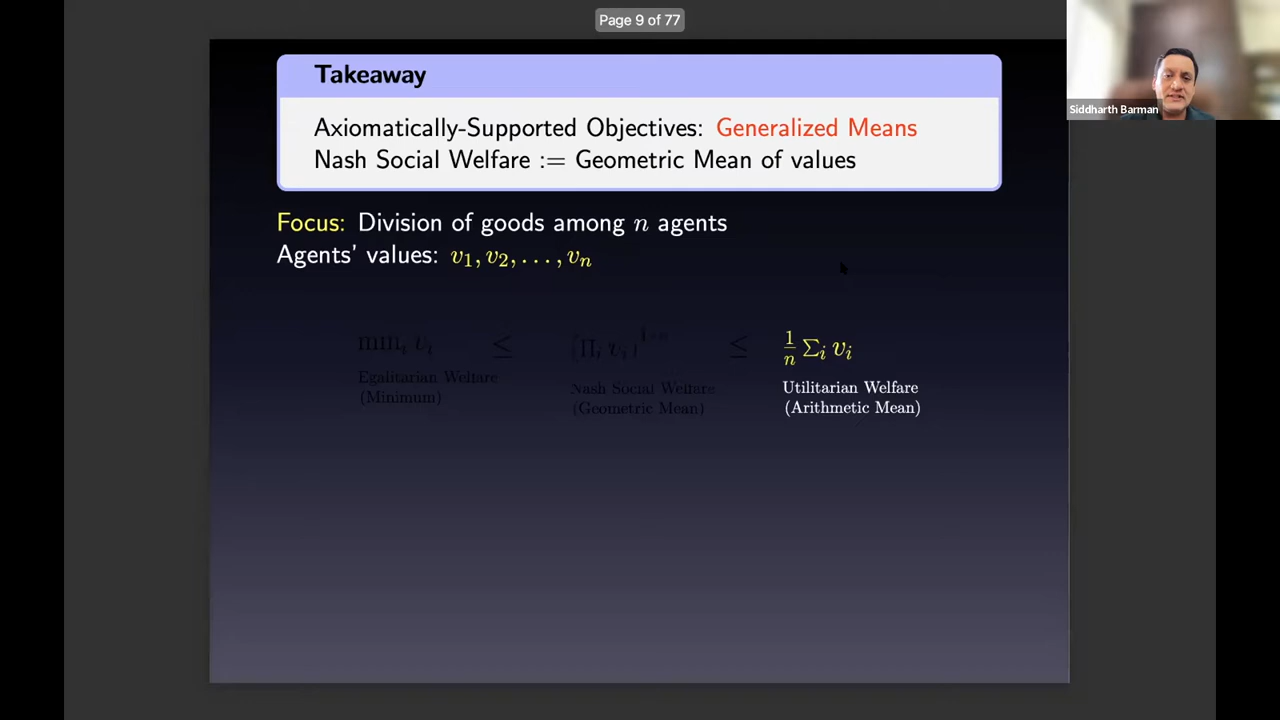 Page 9 of 77
Siddharth Barman
Takeaway
Axiomatically-Supported Objectives: Generalized Means
Nash Social Welfare := Geometric Mean of values
Focus: Division of goods among n agents
Agents' values: v₁, v₂, . . . , vₙ
minᵢ vᵢ ≤ (∏ᵢ vᵢ)^{1/n} ≤ 1/n ∑ᵢ vᵢ
Egalitarian Welfare Nash Social Welfare Utilitarian Welfare
(Minimum) (Geometric Mean) (Arithmetic Mean)